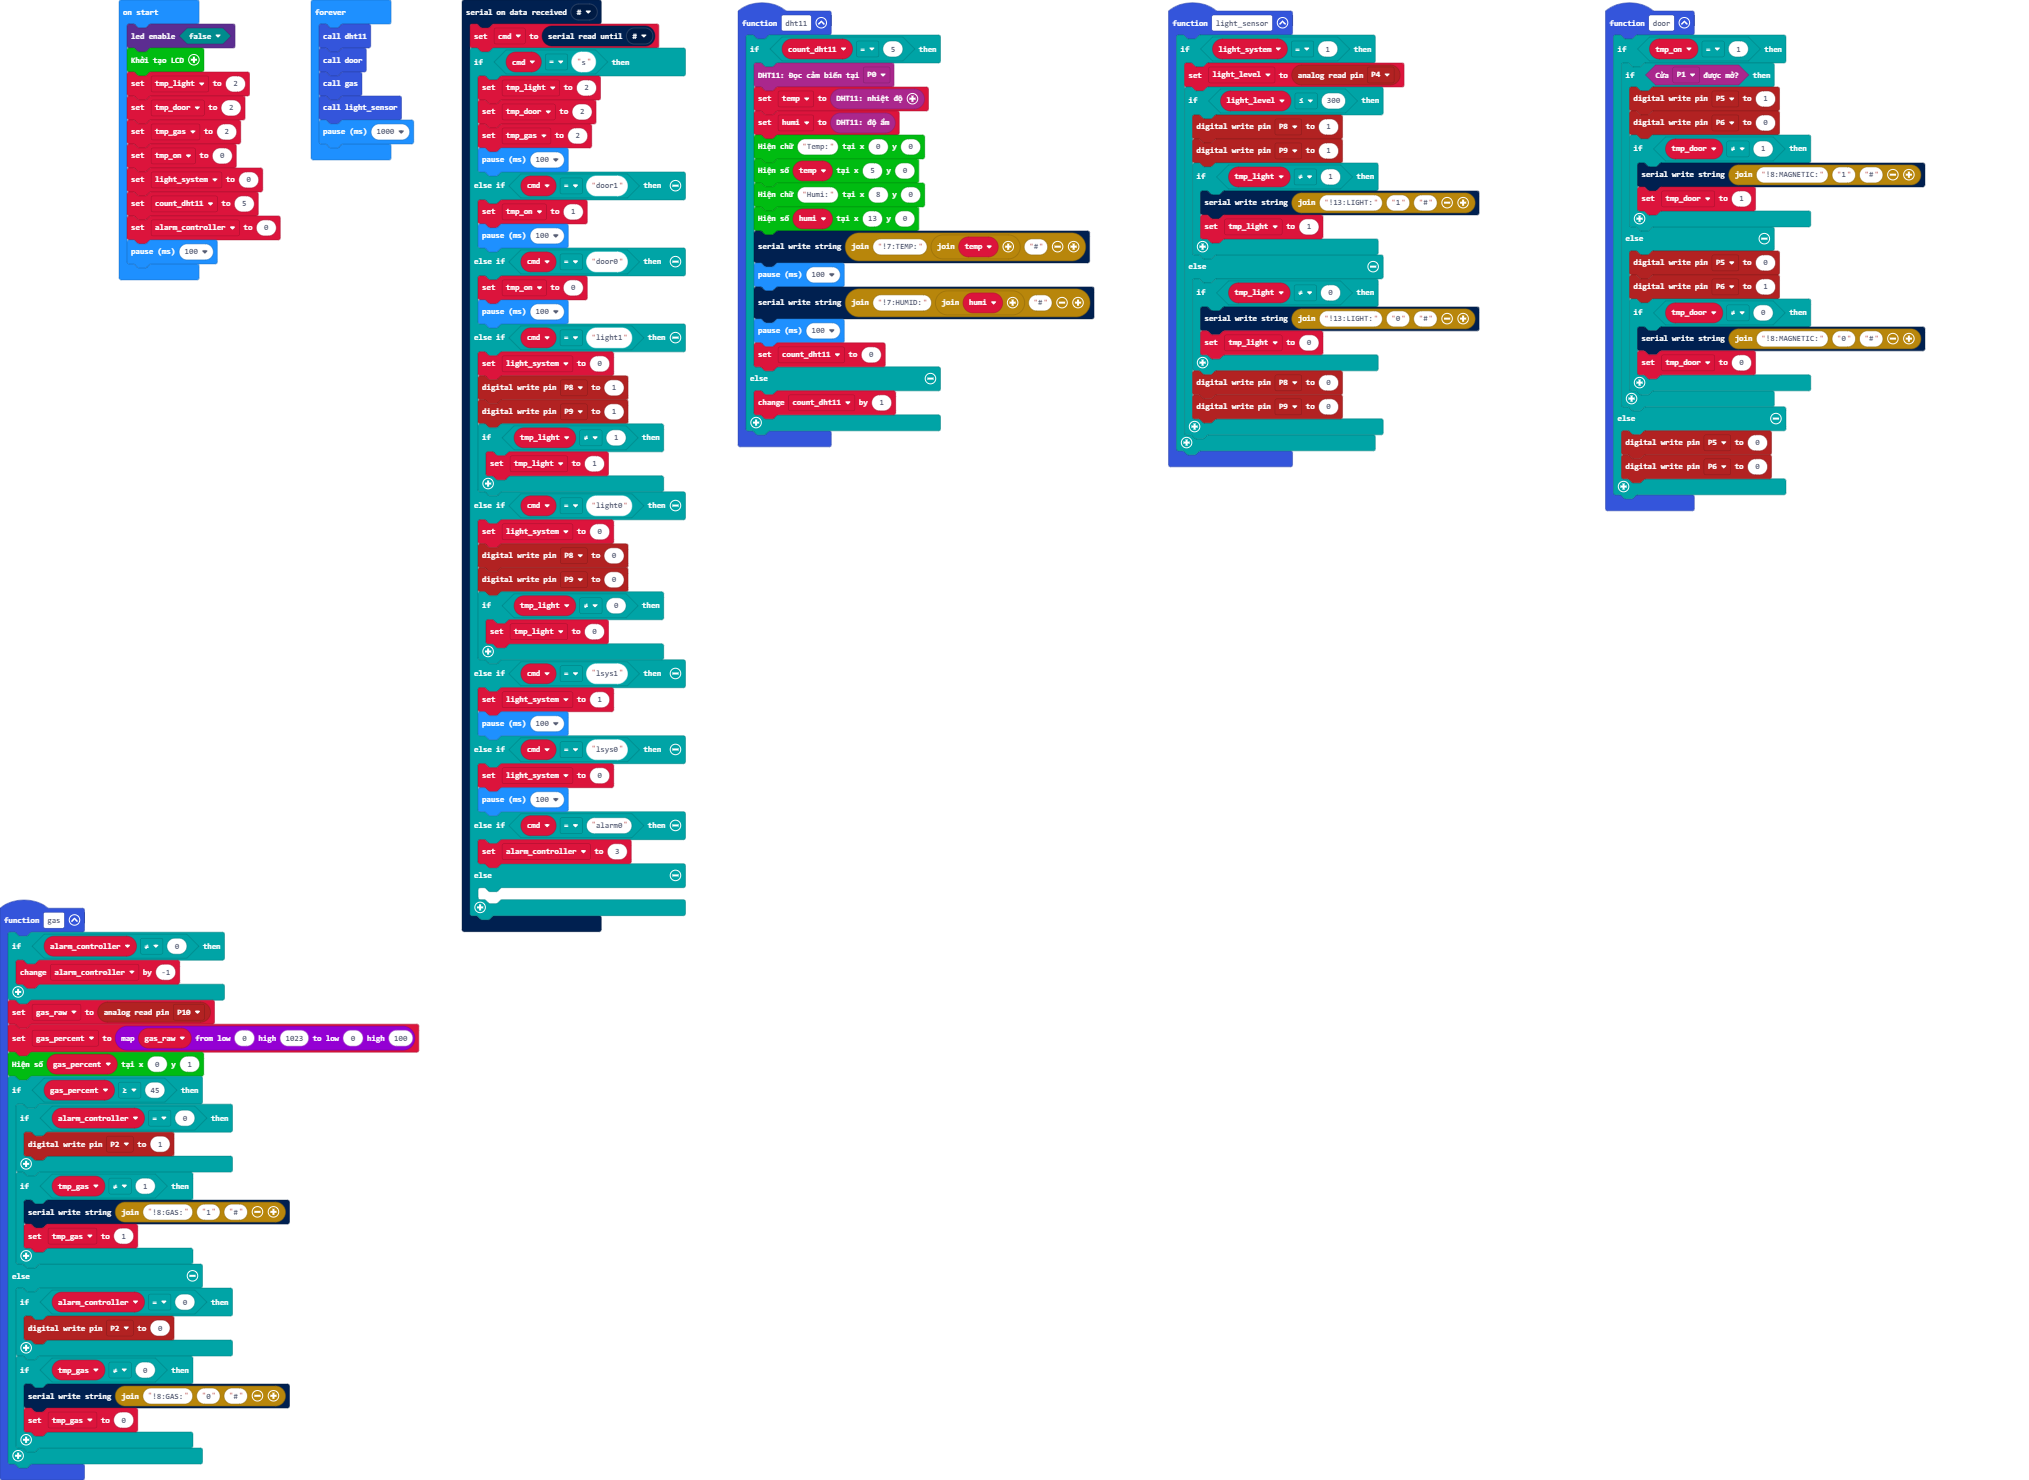 on start
led enable false
Khởi tạo LCD
set tmp_light to 2
set tmp_door to 2
set tmp_gas to 2
set tmp_on to 0
set light_system to 0
set count_dht11 to 5
set alarm_controller to 0
pause (ms) 100
forever
call dht11
call door
call gas
call light_sensor
pause (ms) 1000
serial on data received #
set cmd to serial read until #
if cmd = "s" then
set tmp_light to 2
set tmp_door to 2
set tmp_gas to 2
pause (ms) 100
else if cmd = "door1" then
set tmp_on to 1
pause (ms) 100
else if cmd = "door0" then
set tmp_on to 0
pause (ms) 100
else if cmd = "light1" then
set light_system to 0
digital write pin P8 to 1
digital write pin P9 to 1
if tmp_light ≠ 1 then
set tmp_light to 1
else if cmd = "light0" then
set light_system to 0
digital write pin P8 to 0
digital write pin P9 to 0
if tmp_light ≠ 0 then
set tmp_light to 0
else if cmd = "lsys1" then
set light_system to 1
pause (ms) 100
else if cmd = "lsys0" then
set light_system to 0
pause (ms) 100
else if cmd = "alarm0" then
set alarm_controller to 3
else
function dht11
if count_dht11 = 5 then
DHT11: Đọc cảm biến tại P0
set temp to DHT11: nhiệt độ
set humi to DHT11: độ ẩm
Hiện chữ "Temp:" tại x 0 y 0
Hiện số temp tại x 5 y 0
Hiện chữ "Humi:" tại x 8 y 0
Hiện số humi tại x 13 y 0
serial write string join "!7:TEMP:" join temp "#"
pause (ms) 100
serial write string join "!7:HUMID:" join humi "#"
pause (ms) 100
set count_dht11 to 0
else
change count_dht11 by 1
function light_sensor
if light_system = 1 then
set light_level to analog read pin P4
if light_level ≤ 300 then
digital write pin P8 to 1
digital write pin P9 to 1
if tmp_light ≠ 1 then
serial write string join "!13:LIGHT:" "1" "#"
set tmp_light to 1
else
if tmp_light ≠ 0 then
serial write string join "!13:LIGHT:" "0" "#"
set tmp_light to 0
digital write pin P8 to 0
digital write pin P9 to 0
function door
if tmp_on = 1 then
if Cửa P1 được mở? then
digital write pin P5 to 1
digital write pin P6 to 0
if tmp_door ≠ 1 then
serial write string join "!8:MAGNETIC:" "1" "#"
set tmp_door to 1
else
digital write pin P5 to 0
digital write pin P6 to 1
if tmp_door ≠ 0 then
serial write string join "!8:MAGNETIC:" "0" "#"
set tmp_door to 0
else
digital write pin P5 to 0
digital write pin P6 to 0
function gas
if alarm_controller ≠ 0 then
change alarm_controller by -1
set gas_raw to analog read pin P10
set gas_percent to map gas_raw from low 0 high 1023 to low 0 high 100
Hiện số gas_percent tại x 0 y 1
if gas_percent ≥ 45 then
if alarm_controller = 0 then
digital write pin P2 to 1
if tmp_gas ≠ 1 then
serial write string join "!8:GAS:" "1" "#"
set tmp_gas to 1
else
if alarm_controller = 0 then
digital write pin P2 to 0
if tmp_gas ≠ 0 then
serial write string join "!8:GAS:" "0" "#"
set tmp_gas to 0